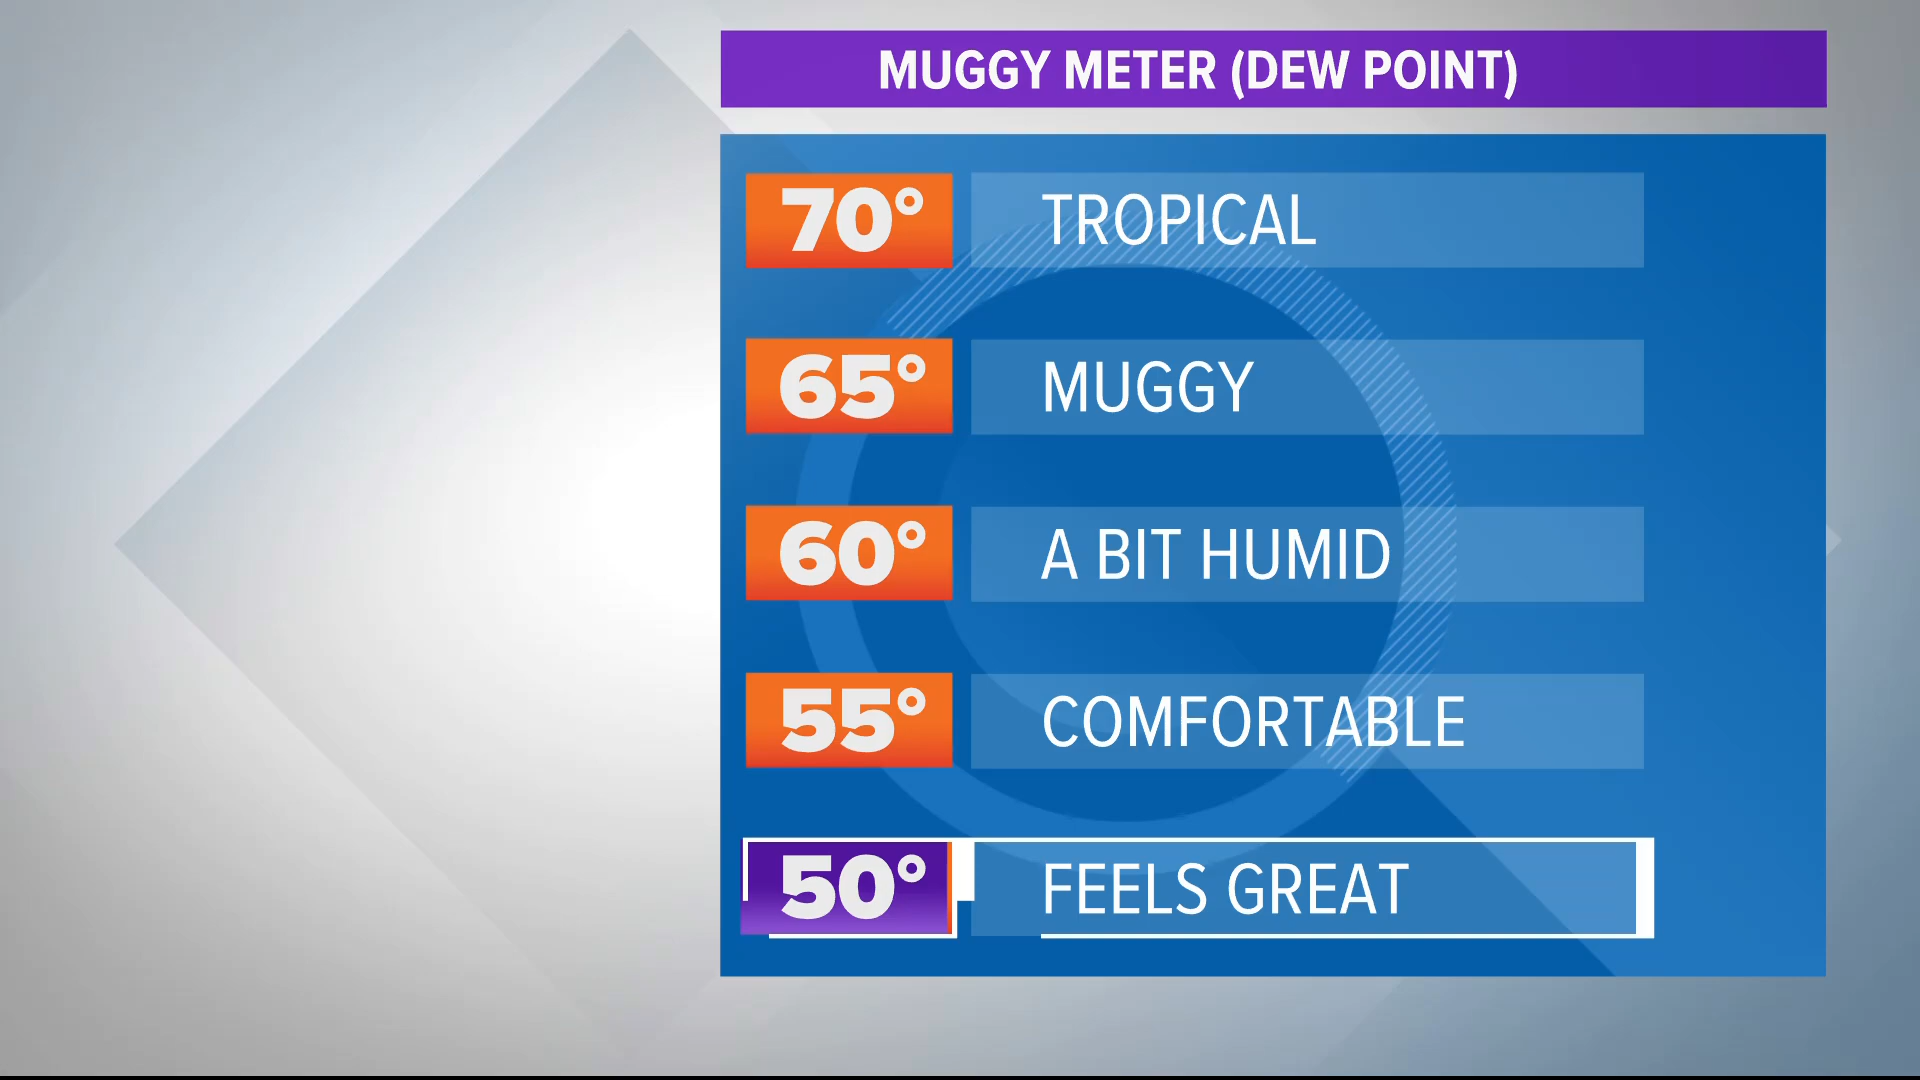 MUGGY METER (DEW POINT)
70° TROPICAL
65° MUGGY
60° A BIT HUMID
55° COMFORTABLE
50° FEELS GREAT